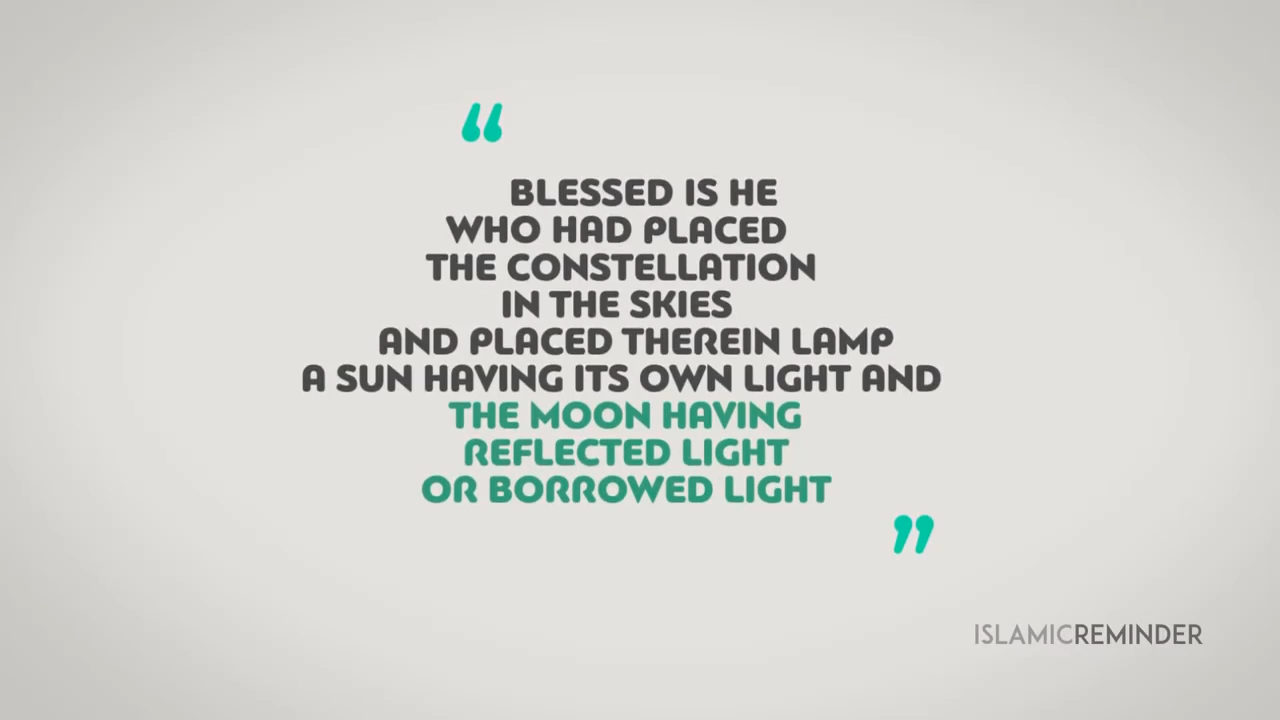 “
BLESSED IS HE
WHO HAD PLACED
THE CONSTELLATION
IN THE SKIES
AND PLACED THEREIN LAMP
A SUN HAVING ITS OWN LIGHT AND
THE MOON HAVING
REFLECTED LIGHT
OR BORROWED LIGHT
”
ISLAMICREMINDER